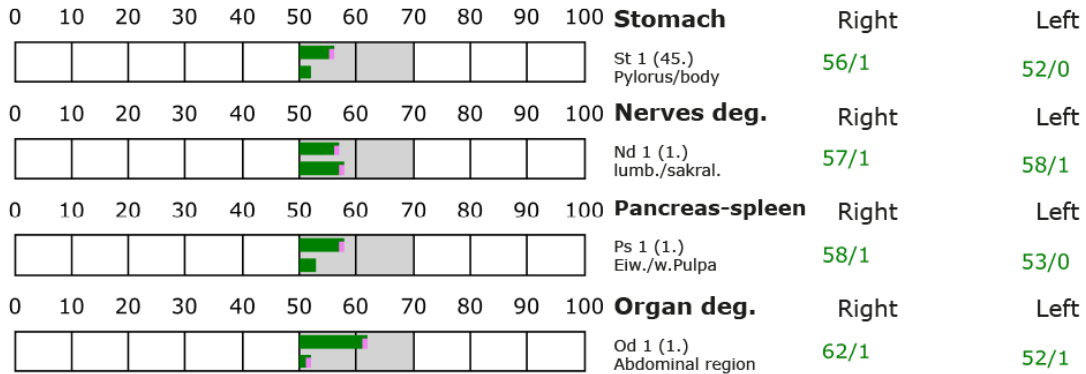 0 10 20 30 40 50 60 70 80 90 100 Stomach Right Left
St 1 (45.) 56/1 52/0
Pylorus/body
0 10 20 30 40 50 60 70 80 90 100 Nerves deg. Right Left
Nd 1 (1.) 57/1 58/1
lumb./sakral.
0 10 20 30 40 50 60 70 80 90 100 Pancreas-spleen Right Left
Ps 1 (1.) 58/1 53/0
Eiw./w.Pulpa
0 10 20 30 40 50 60 70 80 90 100 Organ deg. Right Left
Od 1 (1.) 62/1 52/1
Abdominal region